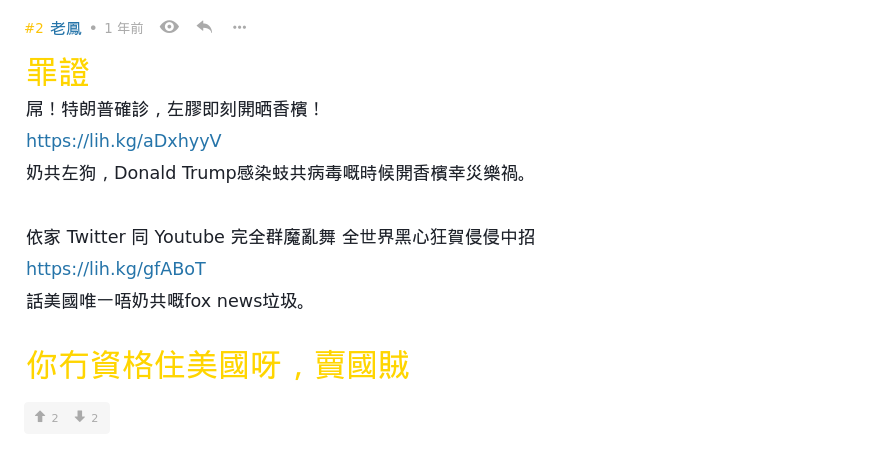 #2 老鳳 • 1 年前
罪證
屌！特朗普確診，左膠即刻開晒香檳！
https://lih.kg/aDxhyyV
奶共左狗，Donald Trump感染蚑共病毒嘅時候開香檳幸災樂禍。
依家 Twitter 同 Youtube 完全群魔亂舞 全世界黑心狂賀侵侵中招
https://lih.kg/gfABoT
話美國唯一唔奶共嘅fox news垃圾。
你冇資格住美國呀，賣國賊
2 2